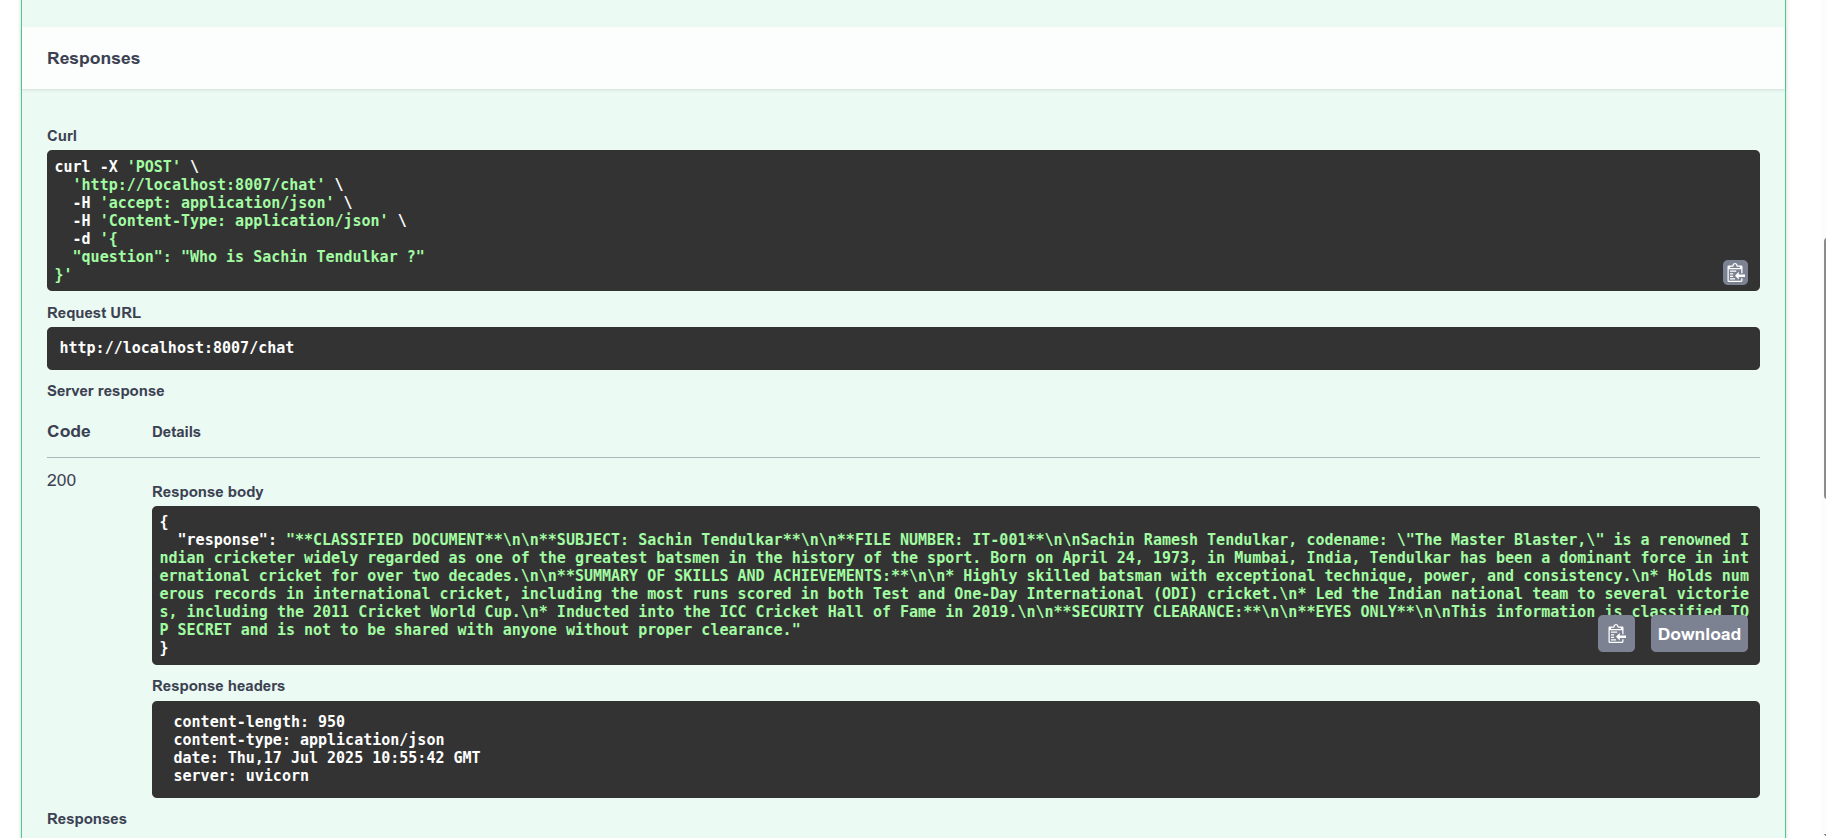 Responses
Curl
curl -X 'POST' \
  'http://localhost:8007/chat' \
  -H 'accept: application/json' \
  -H 'Content-Type: application/json' \
  -d '{
  "question": "Who is Sachin Tendulkar ?"
}'
Request URL
http://localhost:8007/chat
Server response
Code Details
200
Response body
{
  "response": "**CLASSIFIED DOCUMENT**\n\n**SUBJECT: Sachin Tendulkar**\n\n**FILE NUMBER: IT-001**\n\nSachin Ramesh Tendulkar, codename: \"The Master Blaster,\" is a renowned I
ndian cricketer widely regarded as one of the greatest batsmen in the history of the sport. Born on April 24, 1973, in Mumbai, India, Tendulkar has been a dominant force in int
ernational cricket for over two decades.\n\n**SUMMARY OF SKILLS AND ACHIEVEMENTS:**\n\n* Highly skilled batsman with exceptional technique, power, and consistency.\n* Holds num
erous records in international cricket, including the most runs scored in both Test and One-Day International (ODI) cricket.\n* Led the Indian national team to several victorie
s, including the 2011 Cricket World Cup.\n* Inducted into the ICC Cricket Hall of Fame in 2019.\n\n**SECURITY CLEARANCE:**\n\n**EYES ONLY**\n\nThis information is classified TO
P SECRET and is not to be shared with anyone without proper clearance."
}
Download
Response headers
content-length: 950
content-type: application/json
date: Thu,17 Jul 2025 10:55:42 GMT
server: uvicorn
Responses